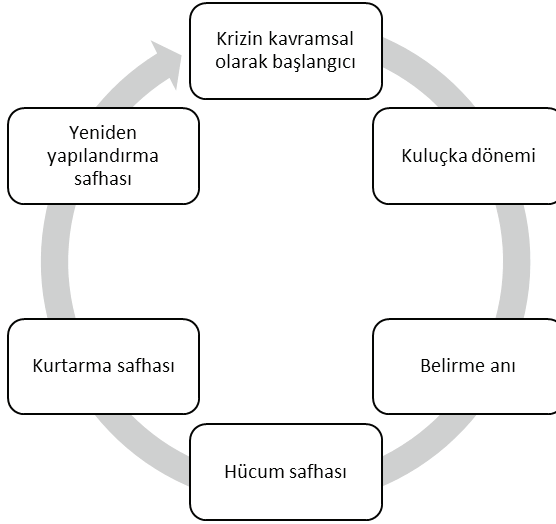 Krizin kavramsal
olarak başlangıcı
Kuluçka dönemi
Belirme anı
Hücum safhası
Kurtarma safhası
Yeniden
yapılandırma
safhası